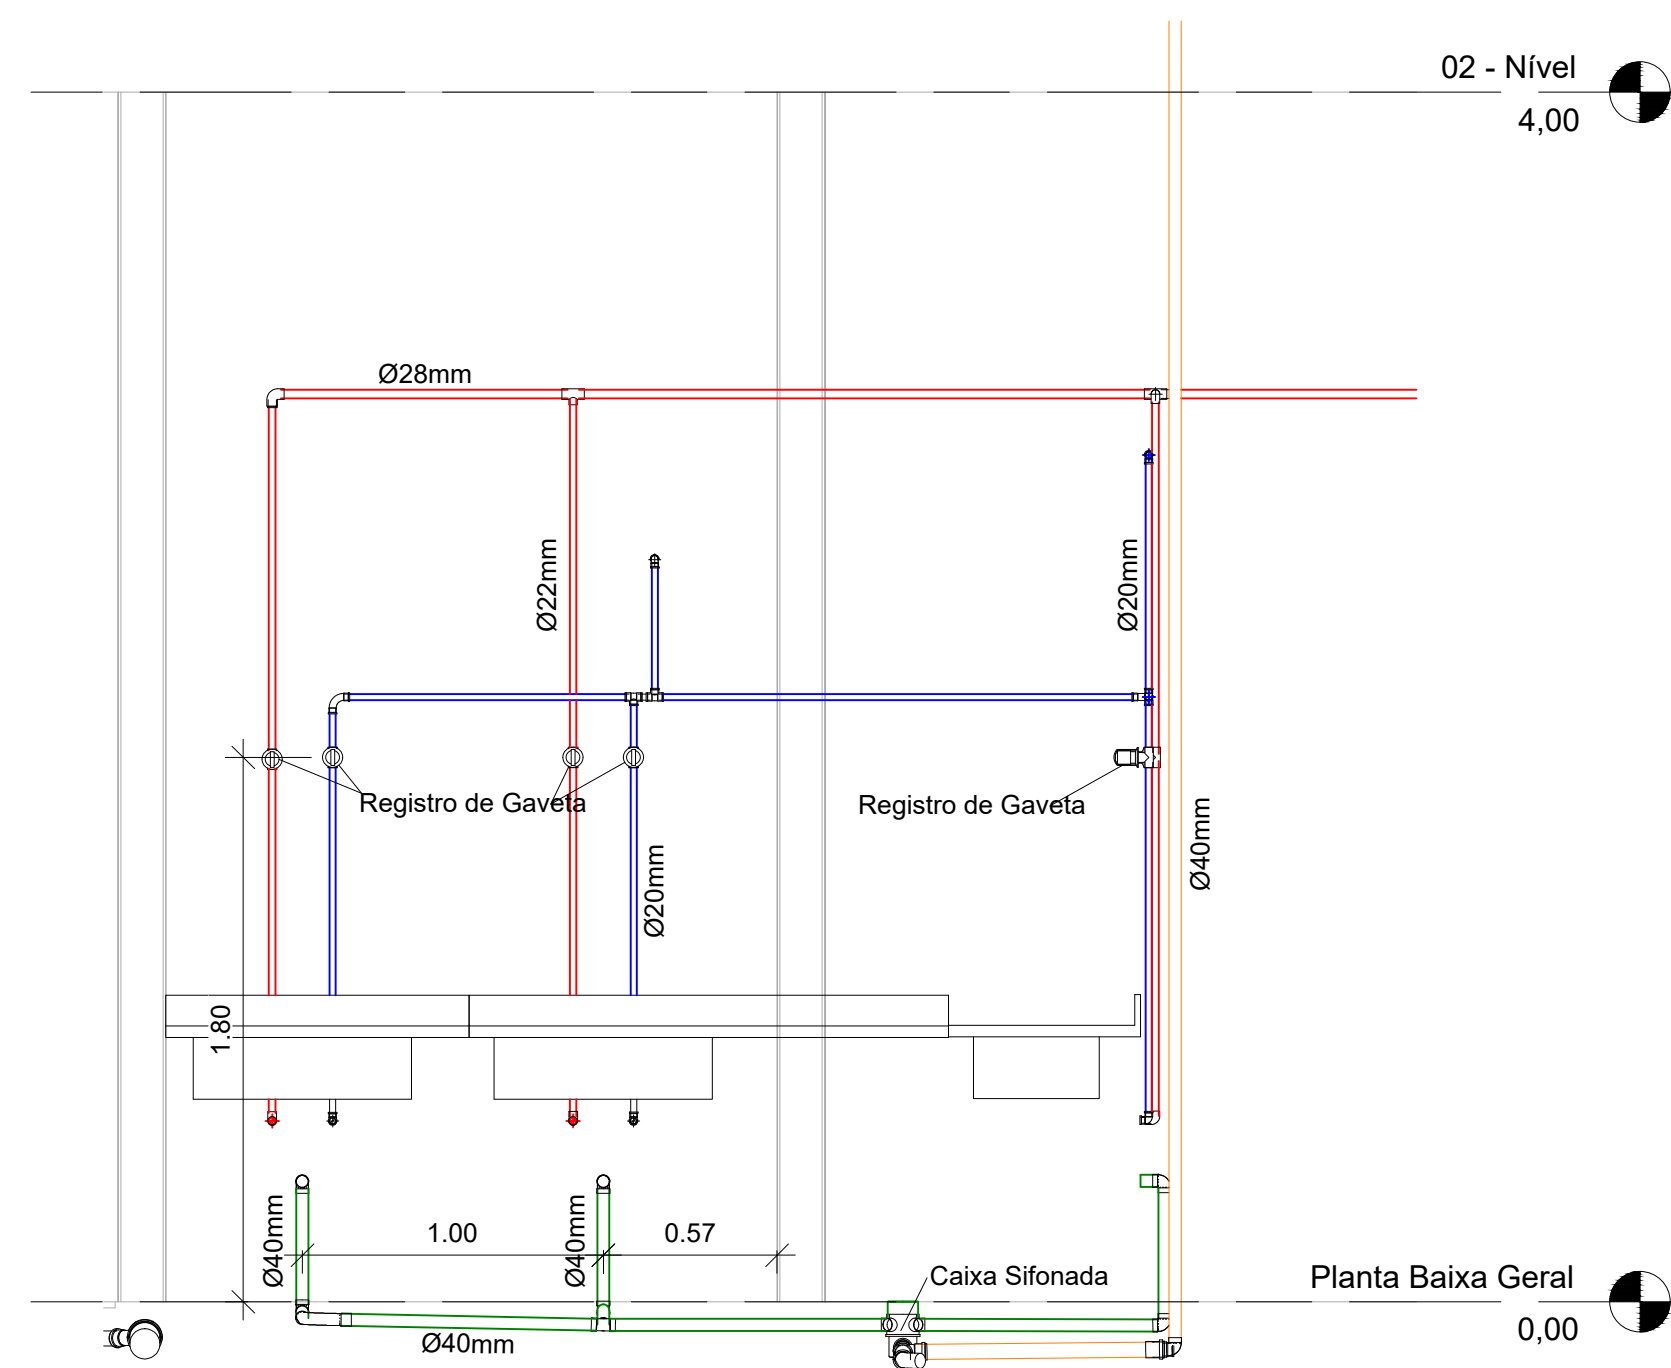 02 - Nível
4,00
Ø28mm
Ø22mm
Ø20mm
Registro de Gaveta
Registro de Gaveta
Ø40mm
Ø20mm
1.80
Ø40mm
1.00
Ø40mm
0.57
Caixa Sifonada
Planta Baixa Geral
0,00
Ø40mm